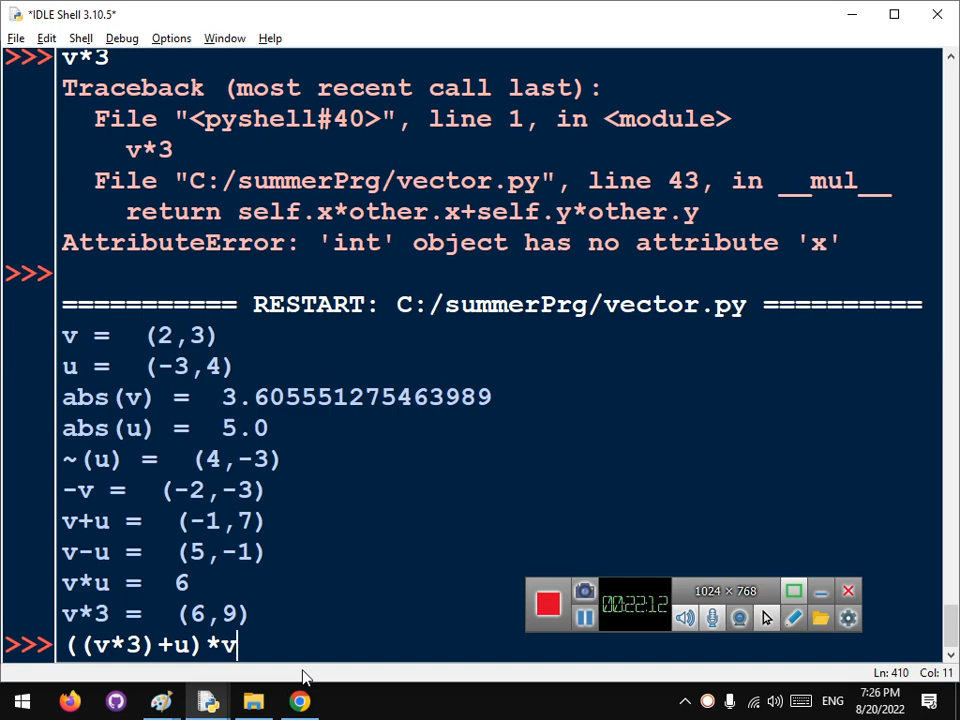 *IDLE Shell 3.10.5*
File Edit Shell Debug Options Window Help
>>> v*3
Traceback (most recent call last):
  File "<pyshell#40>", line 1, in <module>
    v*3
  File "C:/summerPrg/vector.py", line 43, in __mul__
    return self.x*other.x+self.y*other.y
AttributeError: 'int' object has no attribute 'x'
>>>
=========== RESTART: C:/summerPrg/vector.py ==========
v =  (2,3)
u =  (-3,4)
abs(v) =  3.605551275463989
abs(u) =  5.0
~(u) =  (4,-3)
-v =  (-2,-3)
v+u =  (-1,7)
v-u =  (5,-1)
v*u =  6
v*3 =  (6,9)
>>> ((v*3)+u)*v
1024 × 768
00:22:12
Ln: 410 Col: 11
ENG
7:26 PM
8/20/2022